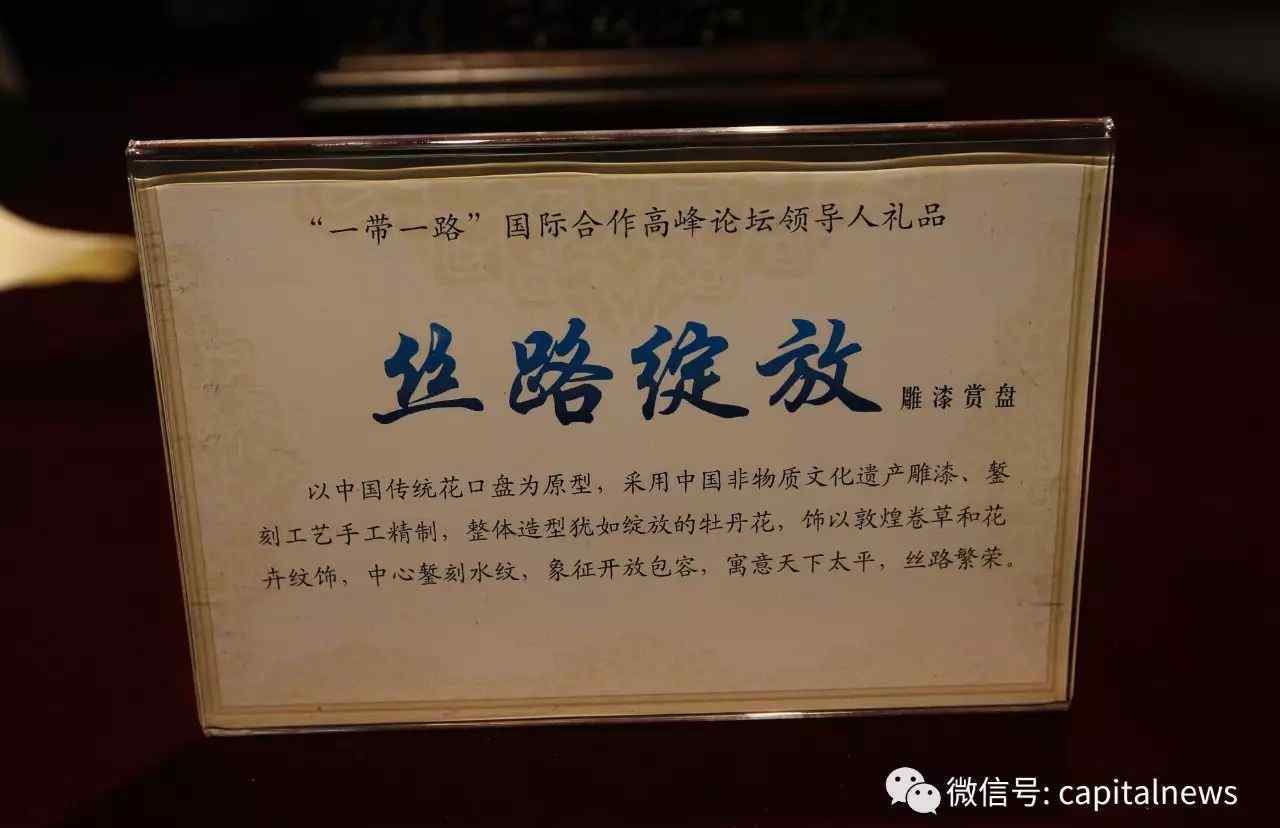 “一带一路”国际合作高峰论坛领导人礼品
丝路绽放 雕漆赏盘
以中国传统花口盘为原型，采用中国非物质文化遗产雕漆、錾
刻工艺手工精制，整体造型犹如绽放的牡丹花，饰以敦煌卷草和花
卉纹饰，中心錾刻水纹，象征开放包容，寓意天下太平，丝路繁荣。
微信号: capitalnews